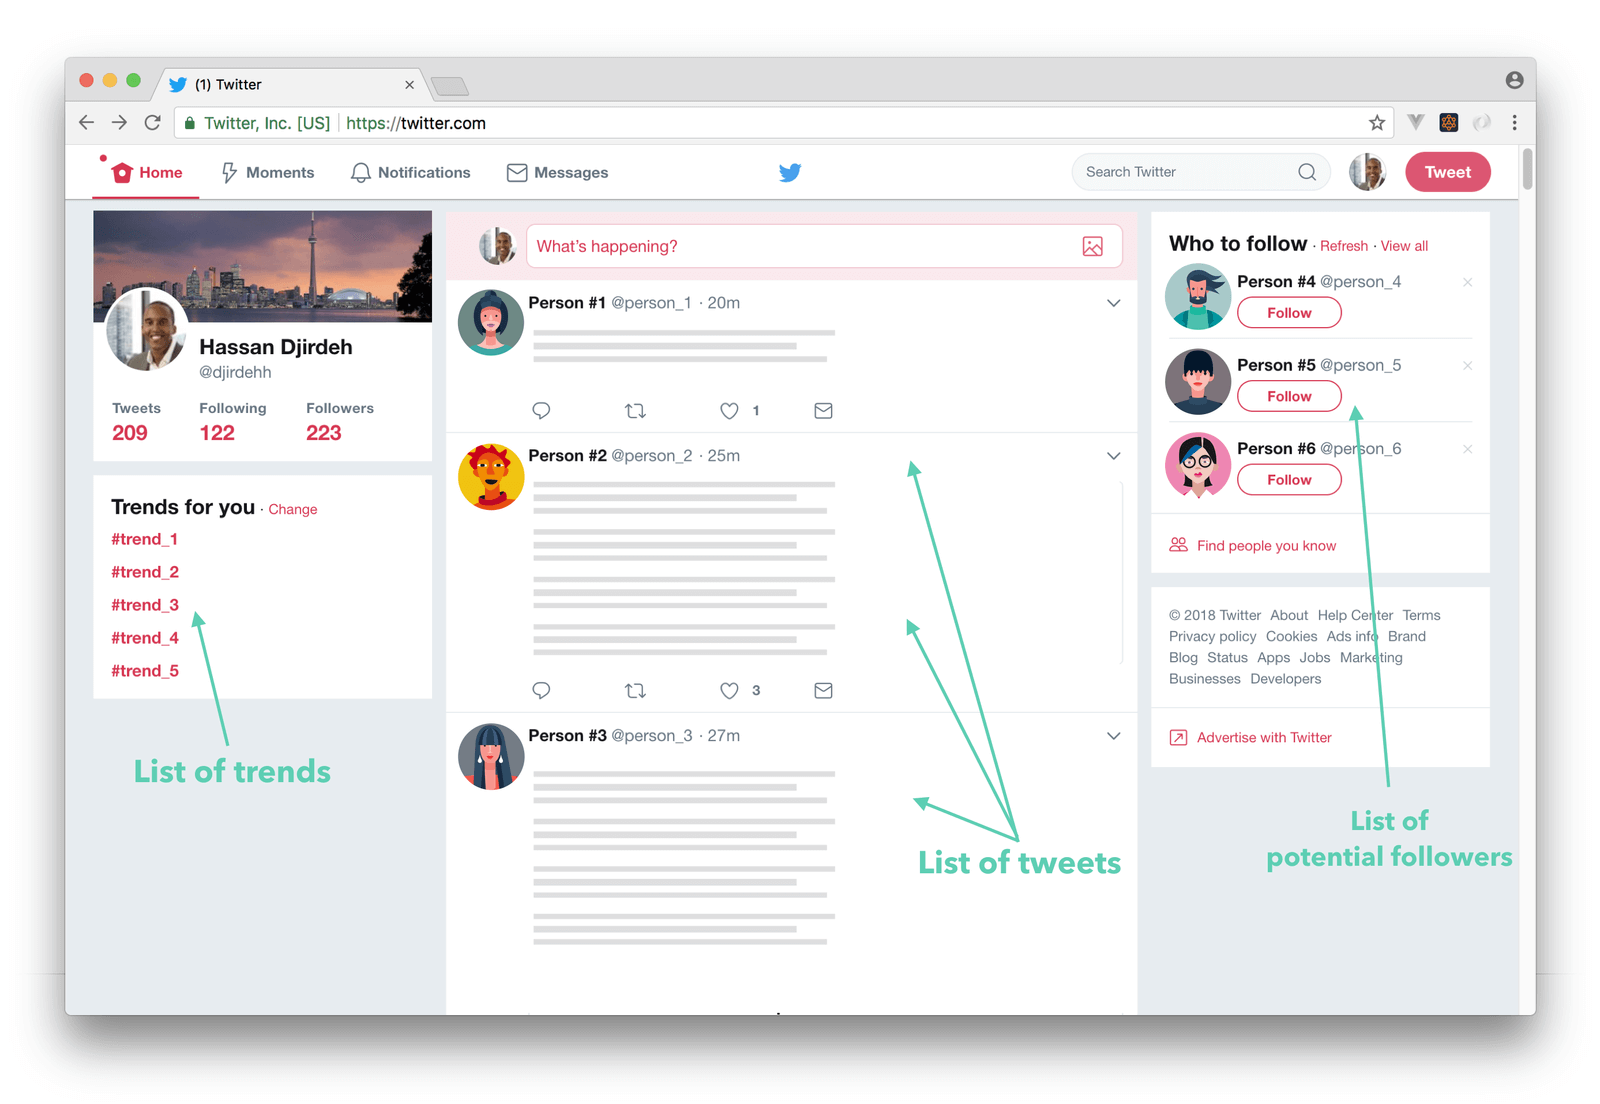 (1) Twitter
Twitter, Inc. [US] https://twitter.com
Home Moments Notifications Messages
Search Twitter
Tweet
Hassan Djirdeh
@djirdehh
Tweets Following Followers
209 122 223
Trends for you · Change
#trend_1
#trend_2
#trend_3
#trend_4
#trend_5
List of trends
What's happening?
Person #1 @person_1 · 20m
1
Person #2 @person_2 · 25m
3
Person #3 @person_3 · 27m
List of tweets
Who to follow · Refresh · View all
Person #4 @person_4
Follow
Person #5 @person_5
Follow
Person #6 @person_6
Follow
Find people you know
© 2018 Twitter About Help Center Terms
Privacy policy Cookies Ads info Brand
Blog Status Apps Jobs Marketing
Businesses Developers
Advertise with Twitter
List of
potential followers